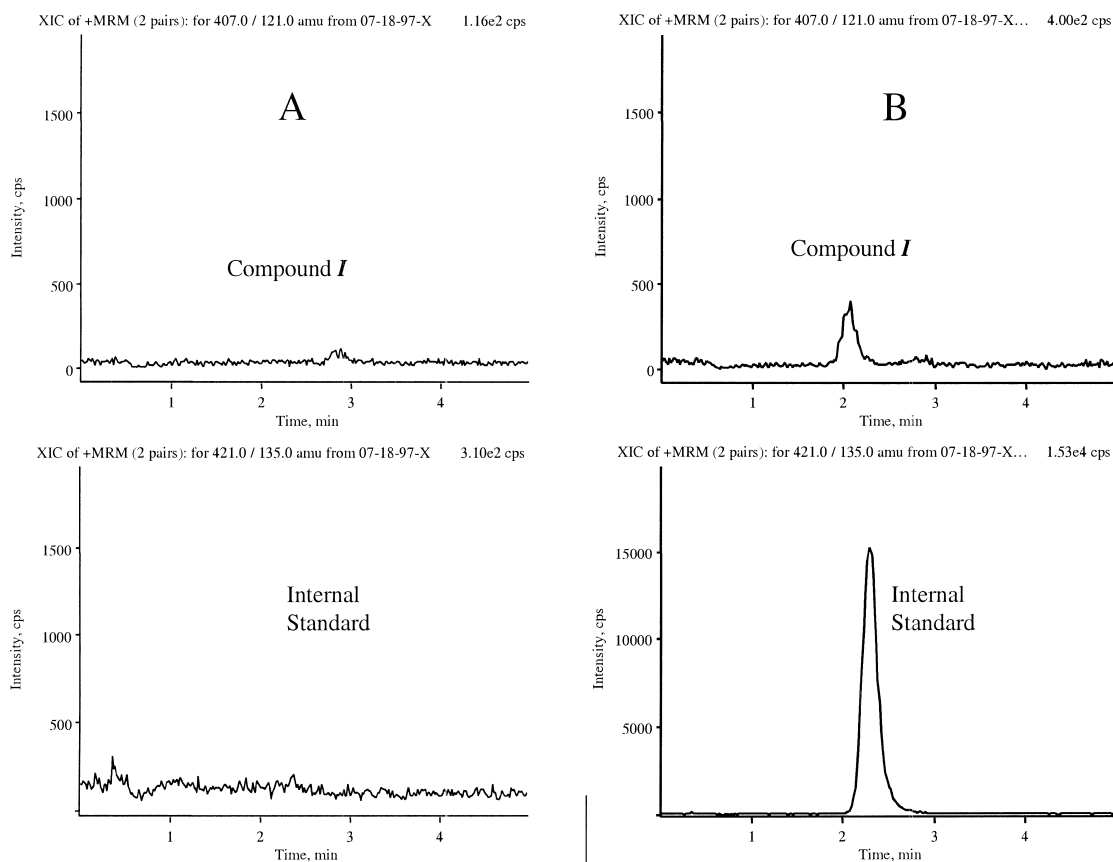 XIC of +MRM (2 pairs): for 407.0 / 121.0 amu from 07-18-97-X 1.16e2 cps
A
1500
1000
500
0
Intensity, cps
Compound I
1 2 3 4
Time, min
XIC of +MRM (2 pairs): for 407.0 / 121.0 amu from 07-18-97-X... 4.00e2 cps
B
1500
1000
500
0
Intensity, cps
Compound I
1 2 3 4
Time, min
XIC of +MRM (2 pairs): for 421.0 / 135.0 amu from 07-18-97-X 3.10e2 cps
1500
1000
500
Intensity, cps
Internal
Standard
1 2 3 4
Time, min
XIC of +MRM (2 pairs): for 421.0 / 135.0 amu from 07-18-97-X... 1.53e4 cps
15000
10000
5000
Intensity, cps
Internal
Standard
1 2 3 4
Time, min